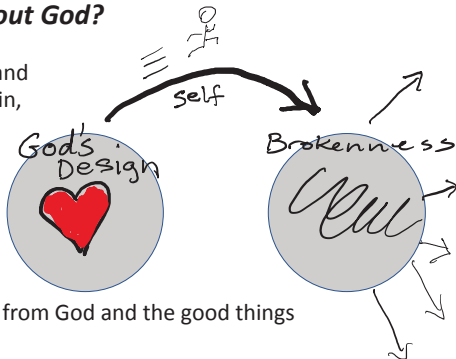 out God?
and
in,
self
God's
Design
Brokenness
from God and the good things